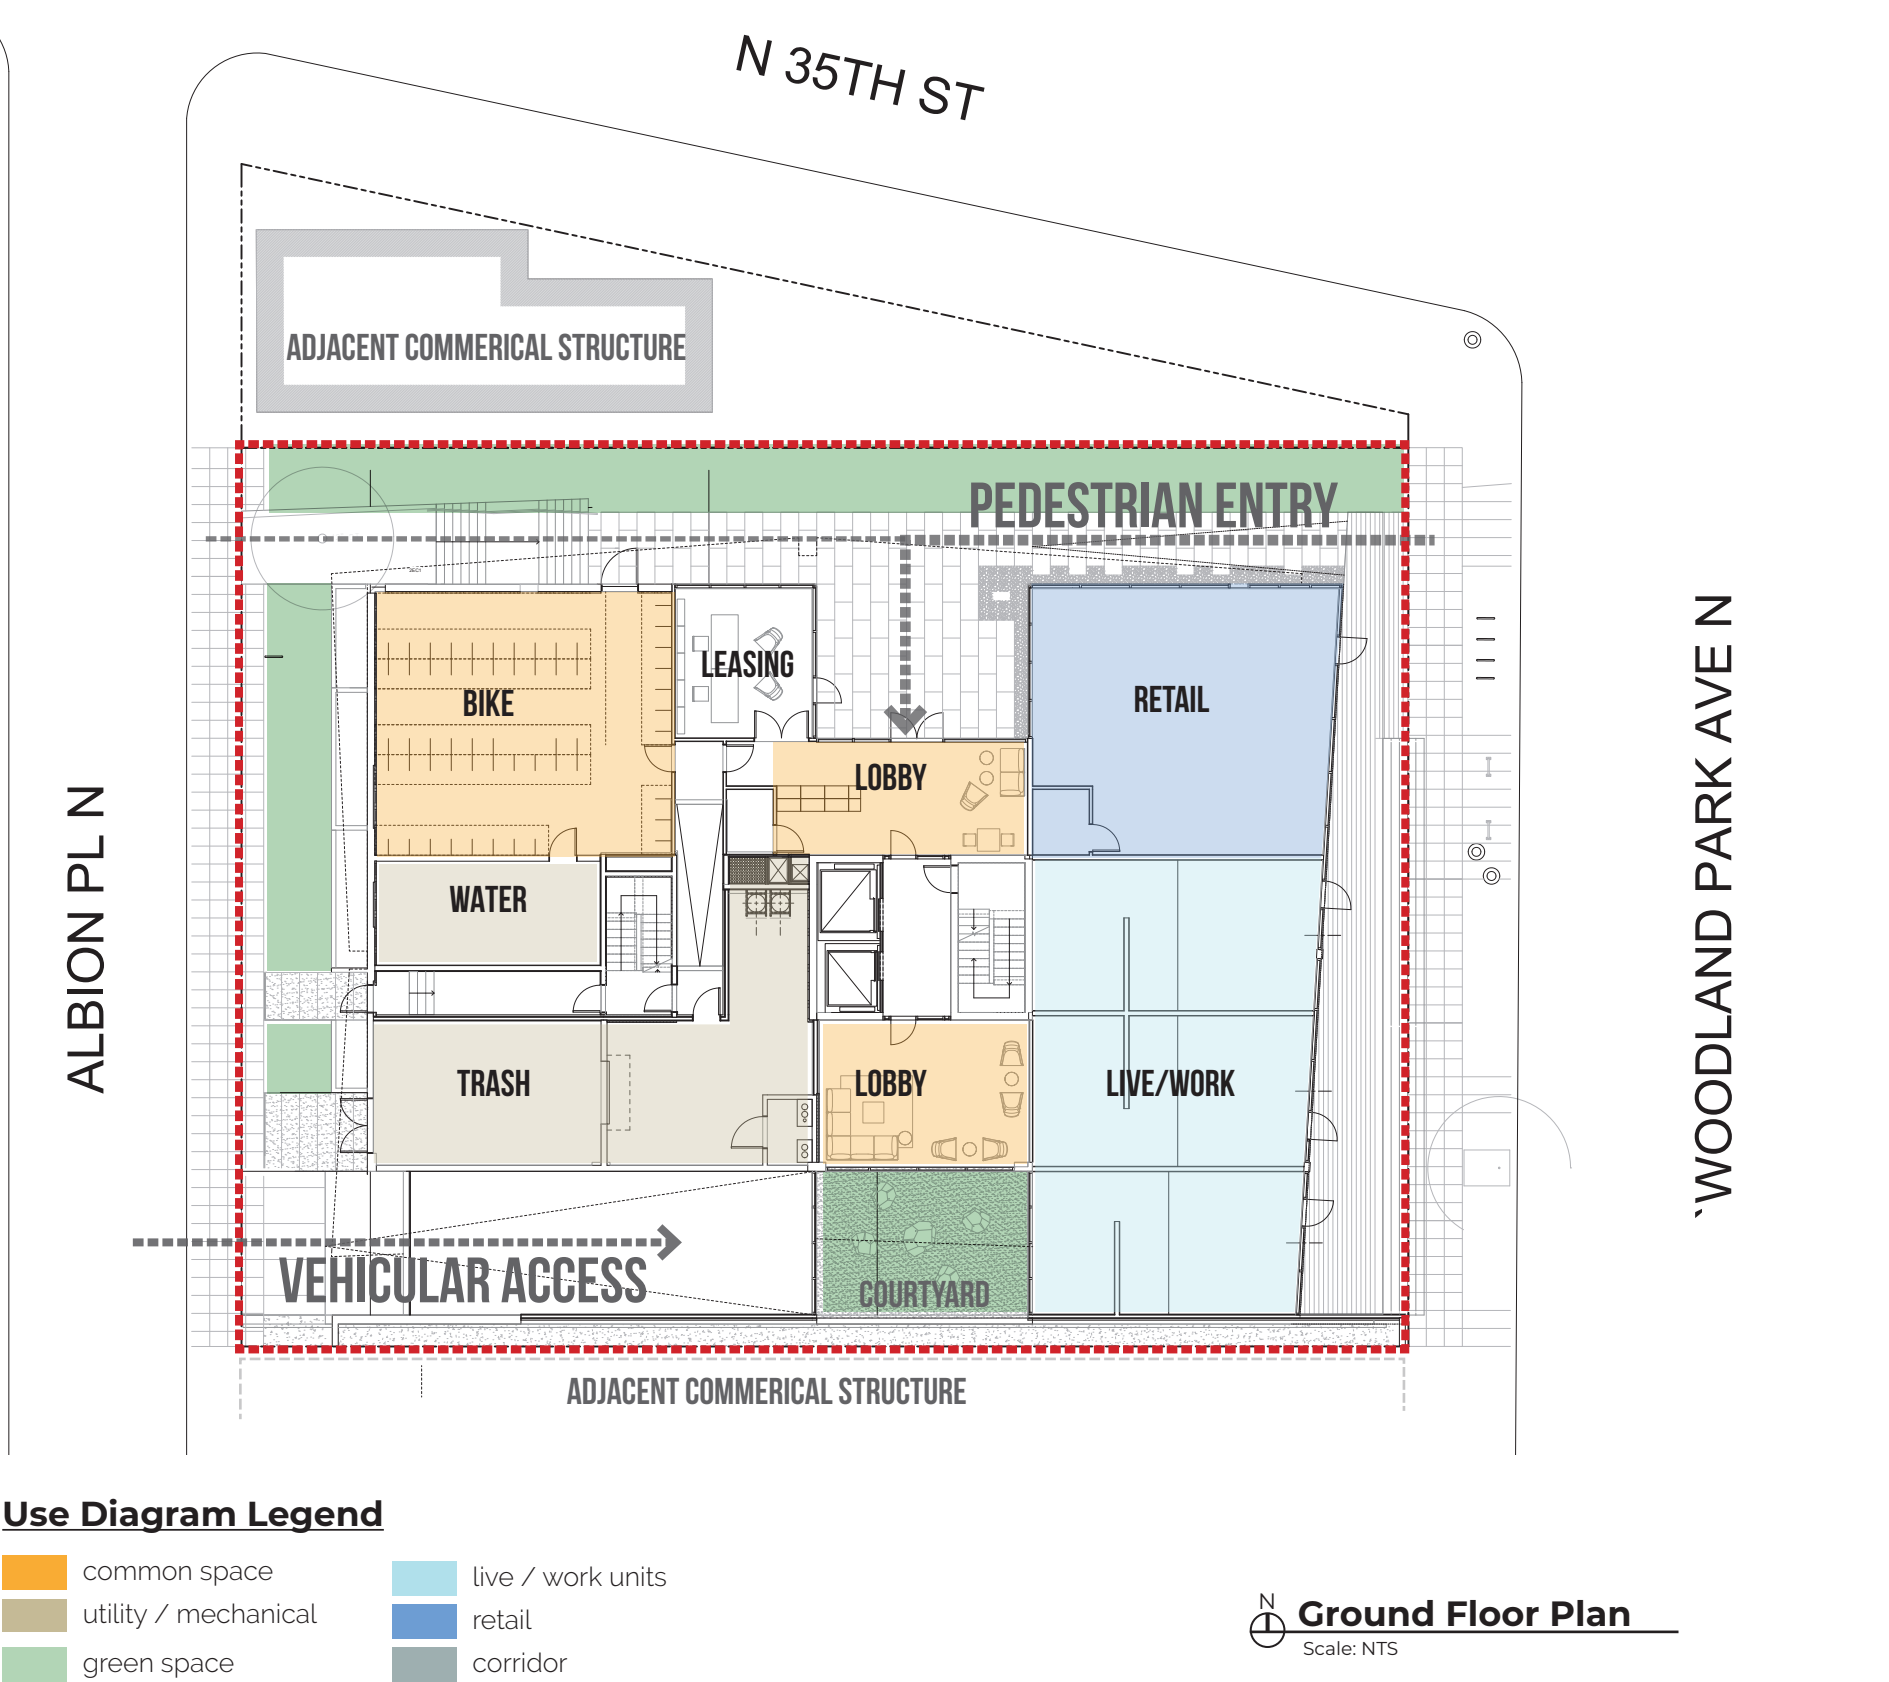 N 35TH ST
ADJACENT COMMERICAL STRUCTURE
PEDESTRIAN ENTRY
LEASING
BIKE
RETAIL
LOBBY
WATER
TRASH
LOBBY
LIVE/WORK
VEHICULAR ACCESS
COURTYARD
ADJACENT COMMERICAL STRUCTURE
ALBION PL N
`WOODLAND PARK AVE N
Use Diagram Legend
common space
utility / mechanical
green space
live / work units
retail
corridor
N
Ground Floor Plan
Scale: NTS